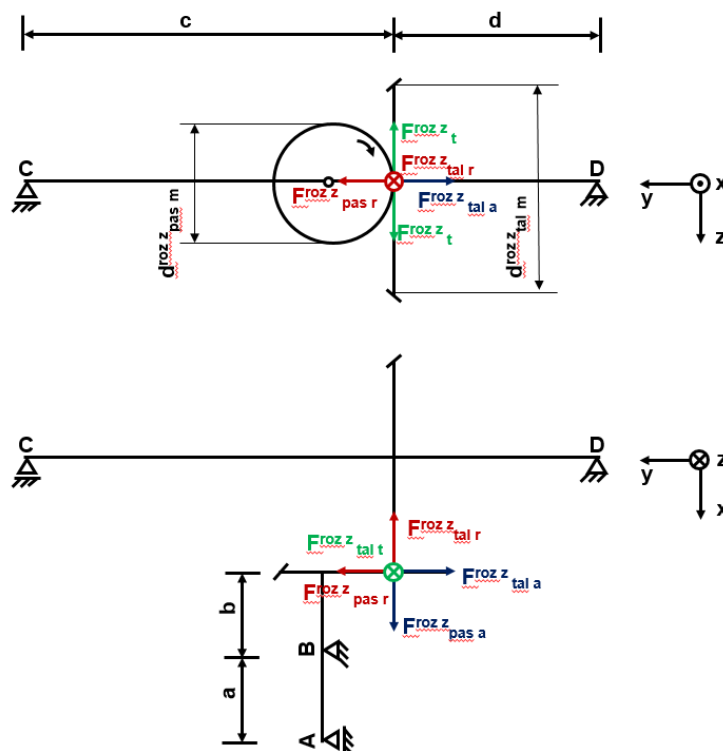 c
d
F^roz z_t
F^roz z_tal r
C
D
x
F^roz z_pas r
F^roz z_tal a
y
F^roz z_t
z
d^roz z_pas m
d^roz z_tal m
C
D
z
y
x
F^roz z_tal r
F^roz z_tal t
F^roz z_tal a
F^roz z_pas r
F^roz z_pas a
b
B
a
A